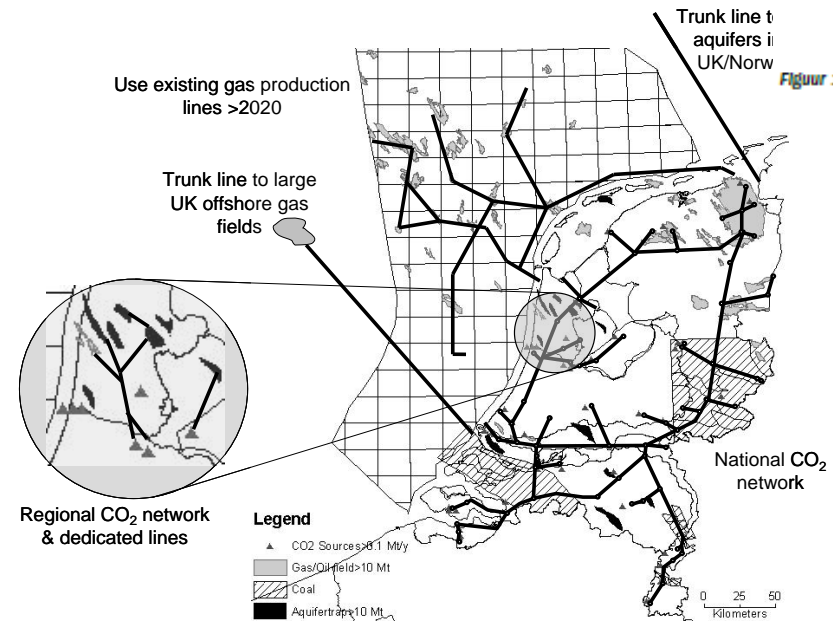 Trunk line t
aquifers i
UK/Norw
Figuur
Use existing gas production
lines >2020
Trunk line to large
UK offshore gas
fields
National CO2
network
Regional CO2 network
& dedicated lines
Legend
CO2 Sources>0.1 Mt/y
Gas/Oil field>10 Mt
Coal
Aquifertrap>10 Mt
0 25 50
Kilometers